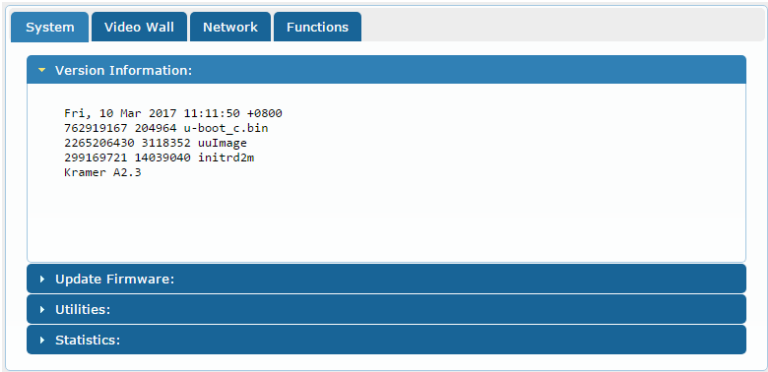 System Video Wall Network Functions
Version Information:
Fri, 10 Mar 2017 11:11:50 +0800
762919167 204964 u-boot_c.bin
2265206430 3118352 uuImage
299169721 14039040 initrd2m
Kramer A2.3
Update Firmware:
Utilities:
Statistics: